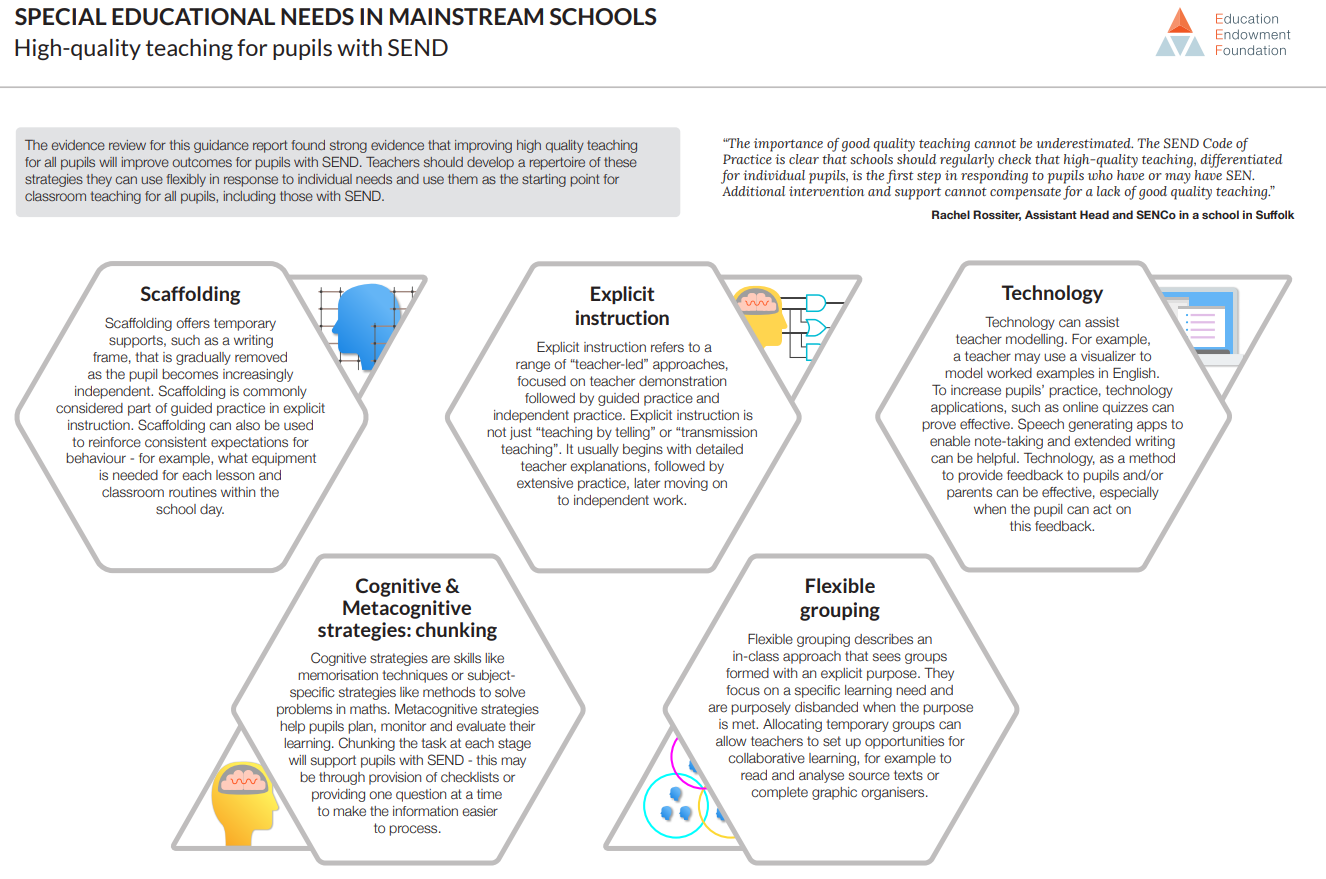 SPECIAL EDUCATIONAL NEEDS IN MAINSTREAM SCHOOLS
High-quality teaching for pupils with SEND
Education
Endowment
Foundation
The evidence review for this guidance report found strong evidence that improving high quality teaching
for all pupils will improve outcomes for pupils with SEND. Teachers should develop a repertoire of these
strategies they can use flexibly in response to individual needs and use them as the starting point for
classroom teaching for all pupils, including those with SEND.
“The importance of good quality teaching cannot be underestimated. The SEND Code of
Practice is clear that schools should regularly check that high-quality teaching, differentiated
for individual pupils, is the first step in responding to pupils who have or may have SEN.
Additional intervention and support cannot compensate for a lack of good quality teaching.”
Rachel Rossiter, Assistant Head and SENCo in a school in Suffolk
Scaffolding
Scaffolding offers temporary
supports, such as a writing
frame, that is gradually removed
as the pupil becomes increasingly
independent. Scaffolding is commonly
considered part of guided practice in explicit
instruction. Scaffolding can also be used
to reinforce consistent expectations for
behaviour - for example, what equipment
is needed for each lesson and
classroom routines within the
school day.
Explicit
instruction
Explicit instruction refers to a
range of “teacher-led” approaches,
focused on teacher demonstration
followed by guided practice and
independent practice. Explicit instruction is
not just “teaching by telling” or “transmission
teaching”. It usually begins with detailed
teacher explanations, followed by
extensive practice, later moving on
to independent work.
Technology
Technology can assist
teacher modelling. For example,
a teacher may use a visualizer to
model worked examples in English.
To increase pupils’ practice, technology
applications, such as online quizzes can
prove effective. Speech generating apps to
enable note-taking and extended writing
can be helpful. Technology, as a method
to provide feedback to pupils and/or
parents can be effective, especially
when the pupil can act on
this feedback.
Cognitive &
Metacognitive
strategies: chunking
Cognitive strategies are skills like
memorisation techniques or subject-
specific strategies like methods to solve
problems in maths. Metacognitive strategies
help pupils plan, monitor and evaluate their
learning. Chunking the task at each stage
will support pupils with SEND - this may
be through provision of checklists or
providing one question at a time
to make the information easier
to process.
Flexible
grouping
Flexible grouping describes an
in-class approach that sees groups
formed with an explicit purpose. They
focus on a specific learning need and
are purposely disbanded when the purpose
is met. Allocating temporary groups can
allow teachers to set up opportunities for
collaborative learning, for example to
read and analyse source texts or
complete graphic organisers.